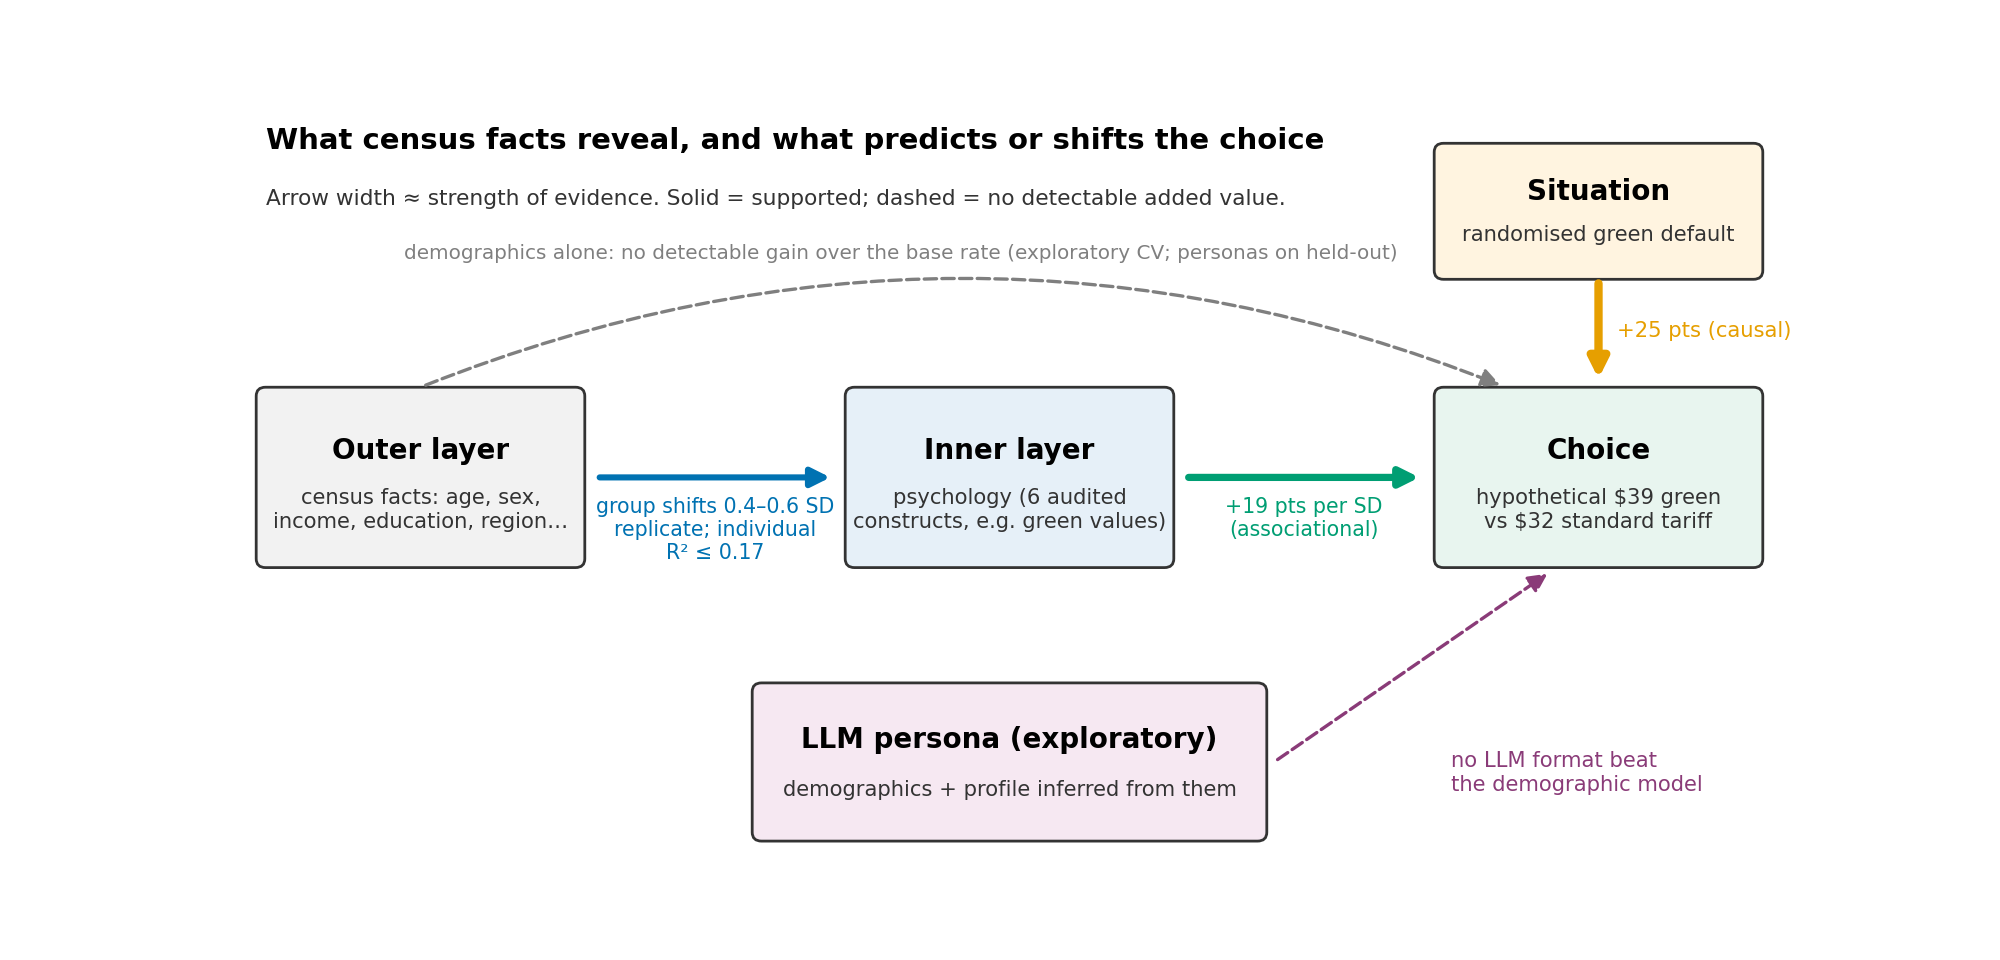 What census facts reveal, and what predicts or shifts the choice
Arrow width ≈ strength of evidence. Solid = supported; dashed = no detectable added value.
demographics alone: no detectable gain over the base rate (exploratory CV; personas on held-out)
Situation
randomised green default
+25 pts (causal)
Outer layer
census facts: age, sex,
income, education, region…
group shifts 0.4–0.6 SD
replicate; individual
R² ≤ 0.17
Inner layer
psychology (6 audited
constructs, e.g. green values)
+19 pts per SD
(associational)
Choice
hypothetical $39 green
vs $32 standard tariff
LLM persona (exploratory)
demographics + profile inferred from them
no LLM format beat
the demographic model